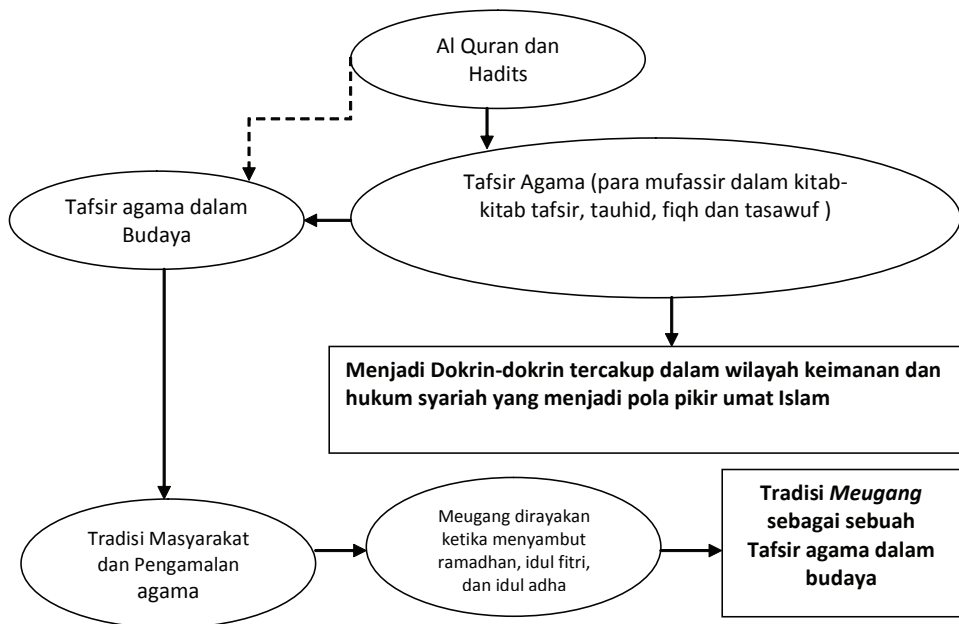 Al Quran dan
Hadits
Tafsir Agama (para mufassir dalam kitab-
kitab tafsir, tauhid, fiqh dan tasawuf )
Tafsir agama dalam
Budaya
Menjadi Dokrin-dokrin tercakup dalam wilayah keimanan dan
hukum syariah yang menjadi pola pikir umat Islam
Tradisi Masyarakat
dan Pengamalan
agama
Meugang dirayakan
ketika menyambut
ramadhan, idul fitri,
dan idul adha
Tradisi Meugang
sebagai sebuah
Tafsir agama dalam
budaya